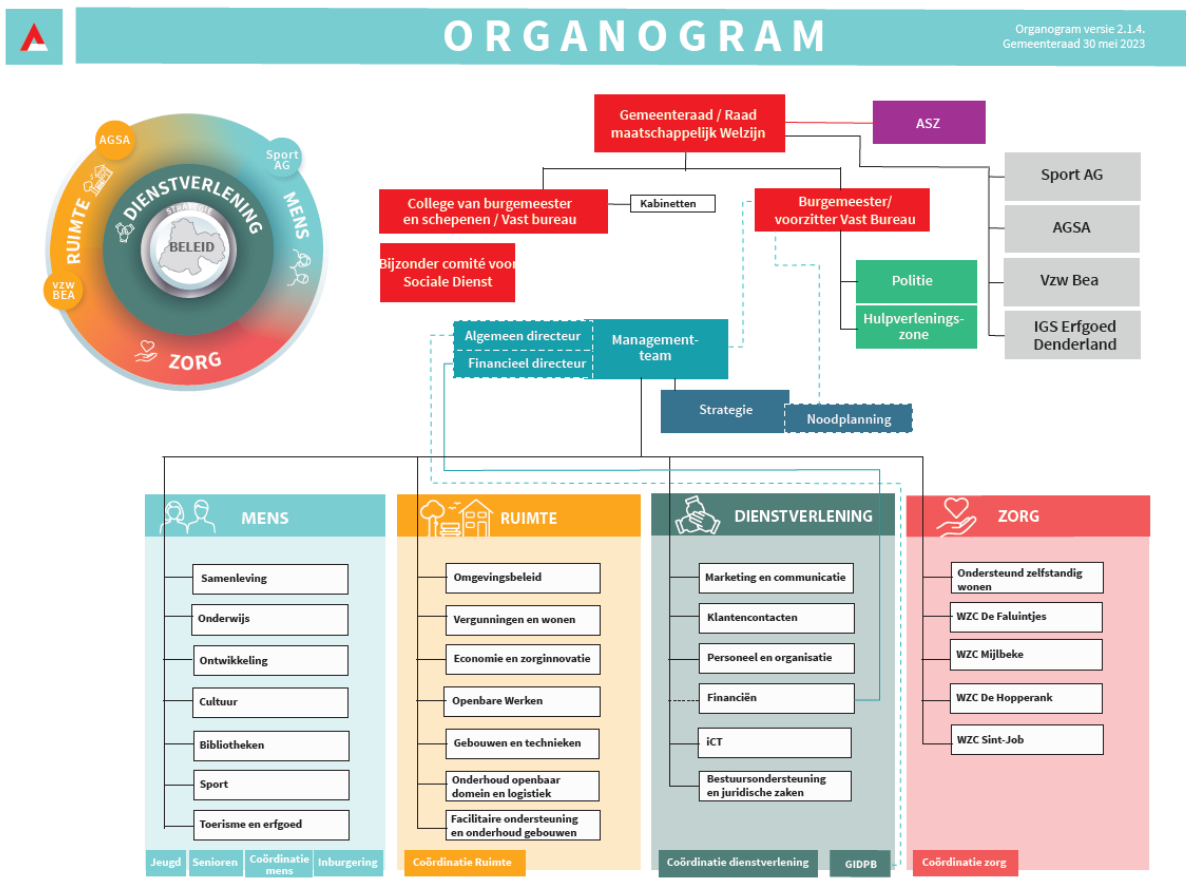 ORGANOGRAM
Organogram versie 2.1.4.
Gemeenteraad 30 mei 2023
AGSA
Sport
AG
RUIMTE
DIENSTVERLENING
MENS
STRATEGIE
BELEID
VZW
BEA
ZORG
Gemeenteraad / Raad
maatschappelijk Welzijn
ASZ
Sport AG
AGSA
Vzw Bea
IGS Erfgoed
Denderland
College van burgemeester
en schepenen / Vast bureau
Kabinetten
Burgemeester/
voorzitter Vast Bureau
Bijzonder comité voor
Sociale Dienst
Politie
Hulpverlenings-
zone
Algemeen directeur
Financieel directeur
Management-
team
Strategie
Noodplanning
MENS
Samenleving
Onderwijs
Ontwikkeling
Cultuur
Bibliotheken
Sport
Toerisme en erfgoed
Jeugd
Senioren
Coördinatie
mens
Inburgering
RUIMTE
Omgevingsbeleid
Vergunningen en wonen
Economie en zorginnovatie
Openbare Werken
Gebouwen en technieken
Onderhoud openbaar
domein en logistiek
Facilitaire ondersteuning
en onderhoud gebouwen
Coördinatie Ruimte
DIENSTVERLENING
Marketing en communicatie
Klantencontacten
Personeel en organisatie
Financiën
iCT
Bestuursondersteuning
en juridische zaken
Coördinatie dienstverlening
GIDPB
ZORG
Ondersteund zelfstandig
wonen
WZC De Faluintjes
WZC Mijlbeke
WZC De Hopperank
WZC Sint-Job
Coördinatie zorg